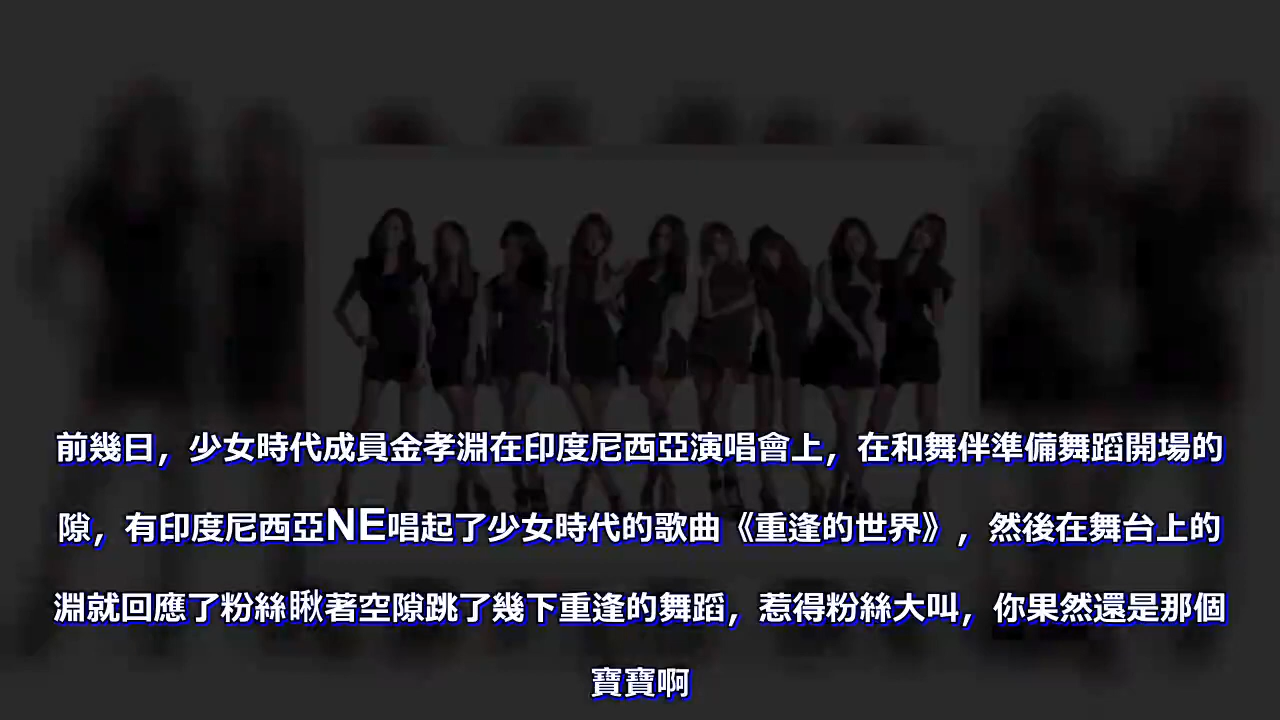 前幾日，少女時代成員金孝淵在印度尼西亞演唱會上，在和舞伴準備舞蹈開場的
隙，有印度尼西亞NE唱起了少女時代的歌曲《重逢的世界》，然後在舞台上的
淵就回應了粉絲瞅著空隙跳了幾下重逢的舞蹈，惹得粉絲大叫，你果然還是那個
寶寶啊